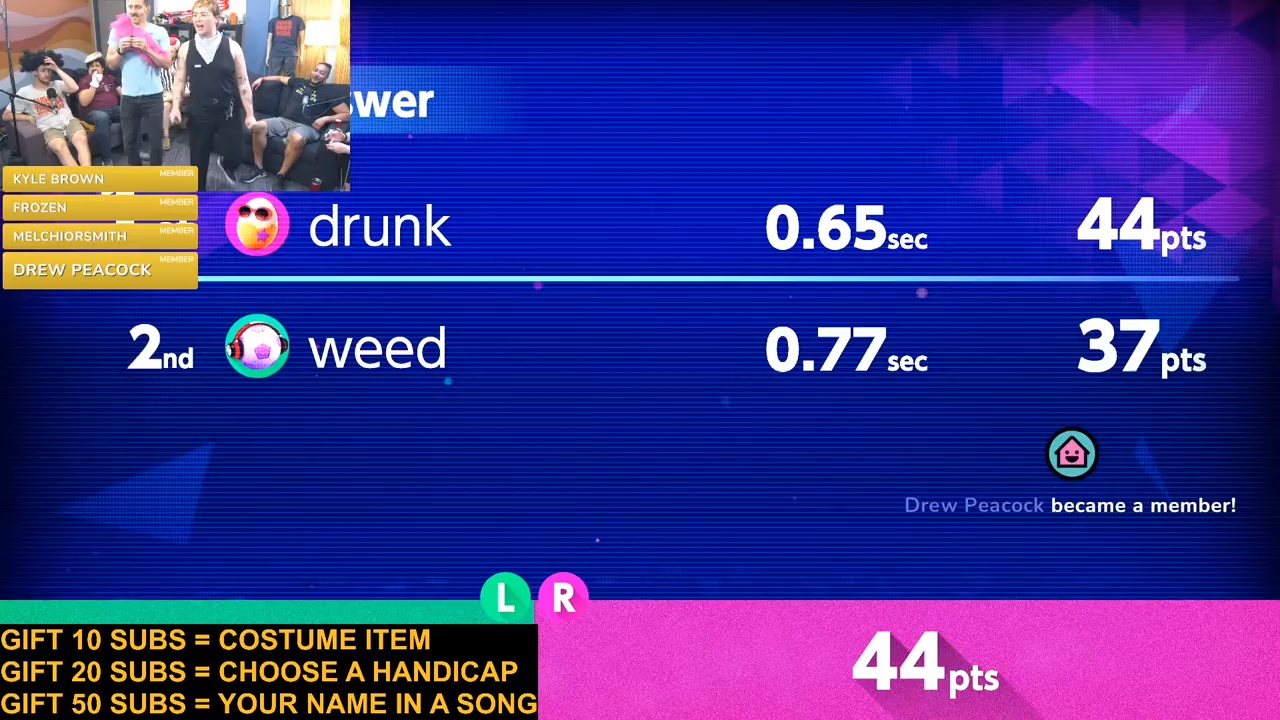 swer
KYLE BROWN MEMBER
FROZEN MEMBER
MELCHIORSMITH MEMBER
DREW PEACOCK MEMBER
drunk 0.65sec 44pts
2nd weed 0.77sec 37pts
Drew Peacock became a member!
L R
GIFT 10 SUBS = COSTUME ITEM
GIFT 20 SUBS = CHOOSE A HANDICAP
GIFT 50 SUBS = YOUR NAME IN A SONG
44pts